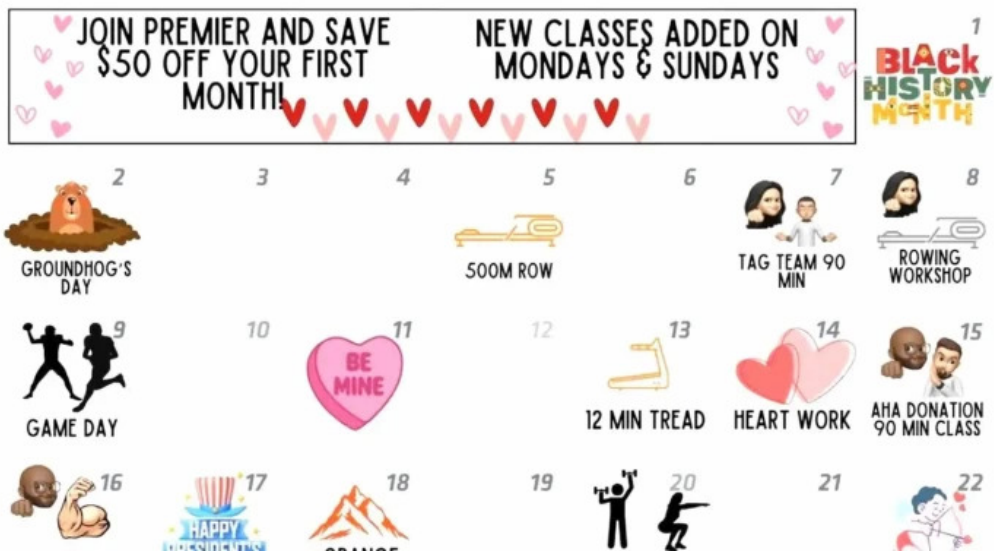 JOIN PREMIER AND SAVE
$50 OFF YOUR FIRST
MONTH!
NEW CLASSES ADDED ON
MONDAYS & SUNDAYS
1
BLACK
HISTORY
MONTH
2
3
4
5
6
7
8
GROUNDHOG'S
DAY
500M ROW
TAG TEAM 90
MIN
ROWING
WORKSHOP
9
10
11
12
13
14
15
BE
MINE
GAME DAY
12 MIN TREAD
HEART WORK
AHA DONATION
90 MIN CLASS
16
17
18
19
20
21
22
HAPPY
PRESIDENT'S
ORANGE